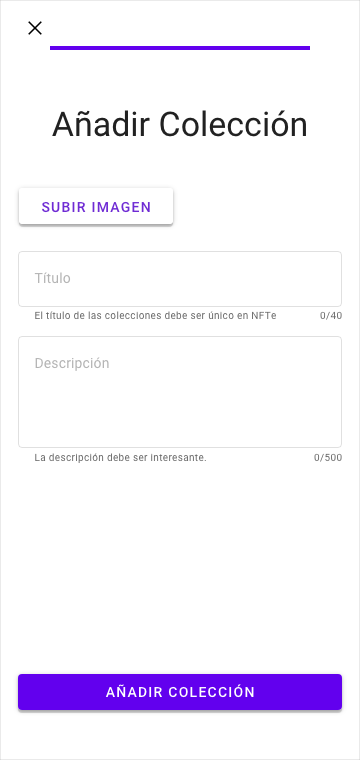 Añadir Colección
SUBIR IMAGEN
Título
El título de las colecciones debe ser único en NFTe 0/40
Descripción
La descripción debe ser interesante. 0/500
AÑADIR COLECCIÓN